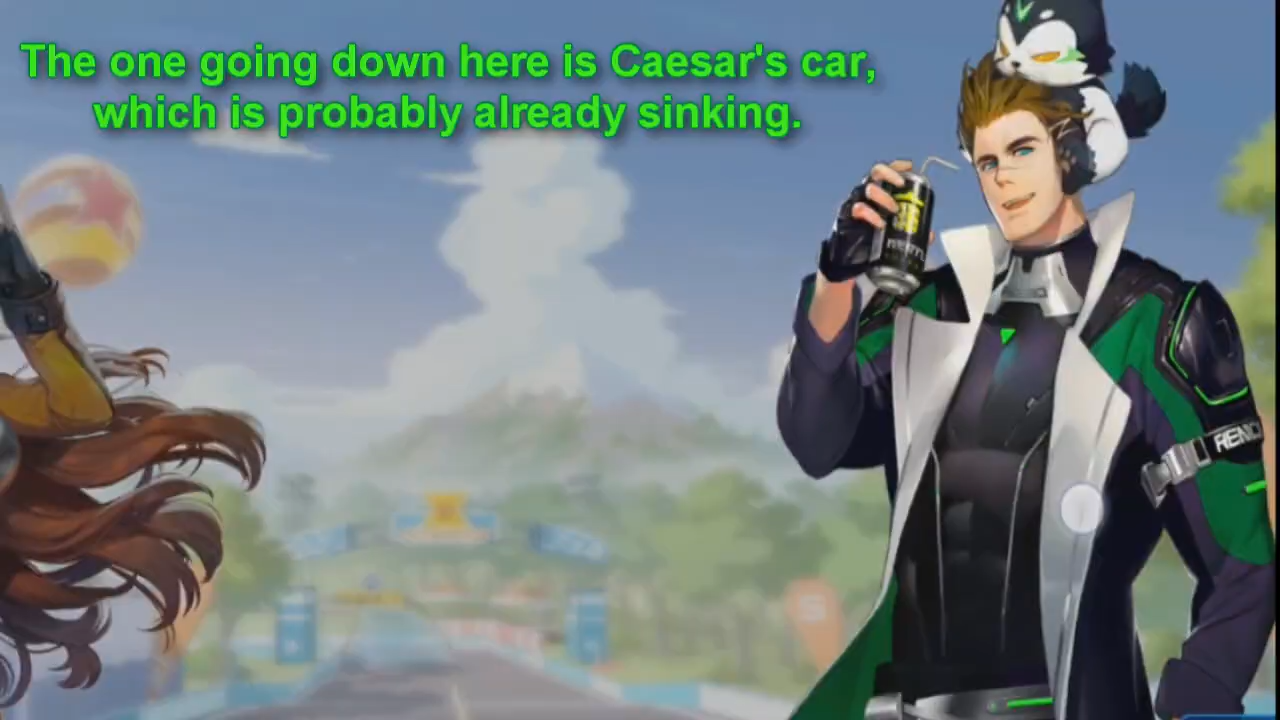 The one going down here is Caesar's car,
which is probably already sinking.